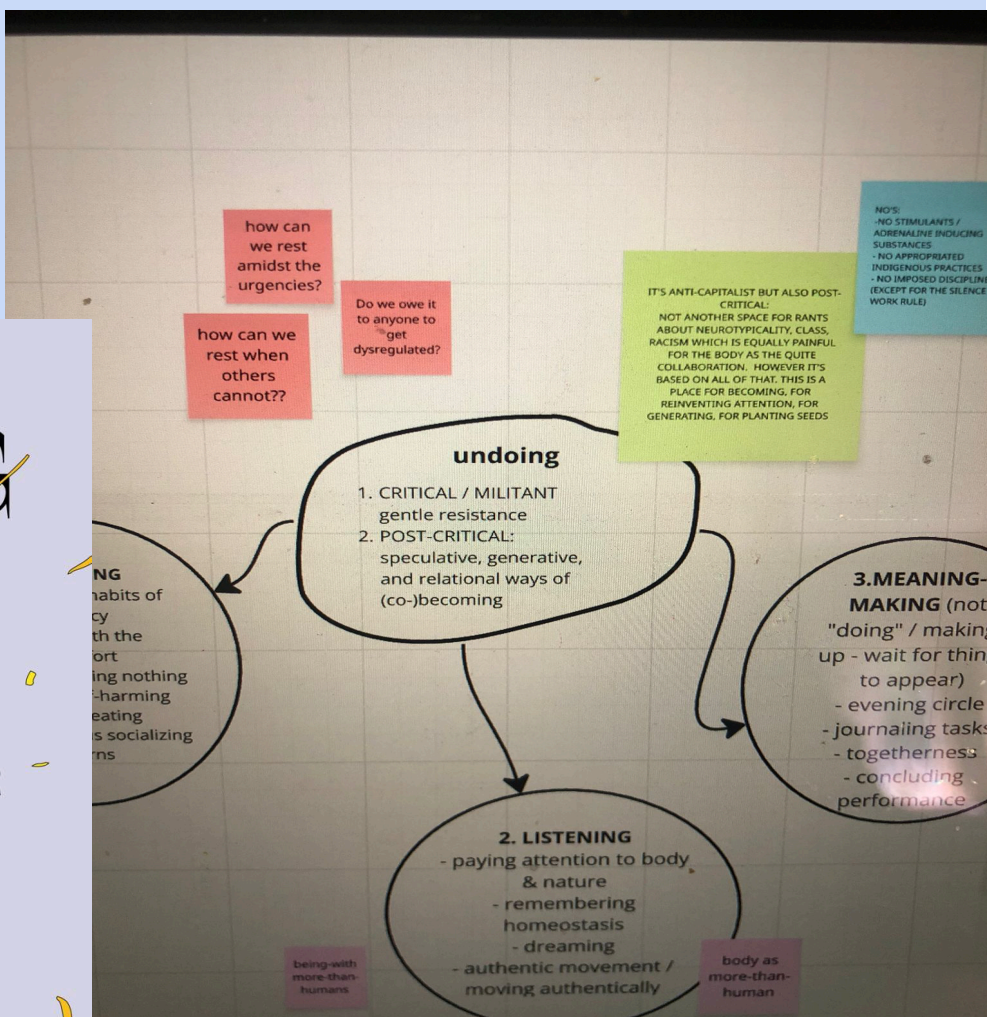 how can
we rest
amidst the
urgencies?
how can we
rest when
others
cannot??
Do we owe it
to anyone to
get
dysregulated?
IT'S ANTI-CAPITALIST BUT ALSO POST-
CRITICAL:
NOT ANOTHER SPACE FOR RANTS
ABOUT NEUROTYPICALITY, CLASS,
RACISM WHICH IS EQUALLY PAINFUL
FOR THE BODY AS THE QUITE
COLLABORATION. HOWEVER IT'S
BASED ON ALL OF THAT. THIS IS A
PLACE FOR BECOMING, FOR
REINVENTING ATTENTION, FOR
GENERATING, FOR PLANTING SEEDS
NO'S:
-NO STIMULANTS /
ADRENALINE INDUCING
SUBSTANCES
- NO APPROPRIATED
INDIGENOUS PRACTICES
- NO IMPOSED DISCIPLIN
(EXCEPT FOR THE SILENCE
WORK RULE)
undoing
1. CRITICAL / MILITANT
gentle resistance
2. POST-CRITICAL:
speculative, generative,
and relational ways of
(co-)becoming
NG
habits of
cy
th the
ort
ing nothing
-harming
eating
is socializing
rns
2. LISTENING
- paying attention to body
& nature
- remembering
homeostasis
- dreaming
- authentic movement /
moving authentically
being-with
more-than-
humans
body as
more-than-
human
3.MEANING-
MAKING (not
"doing" / making
up - wait for thin
to appear)
- evening circle
- journaiing tasks
- togetherness
- concluding
performance